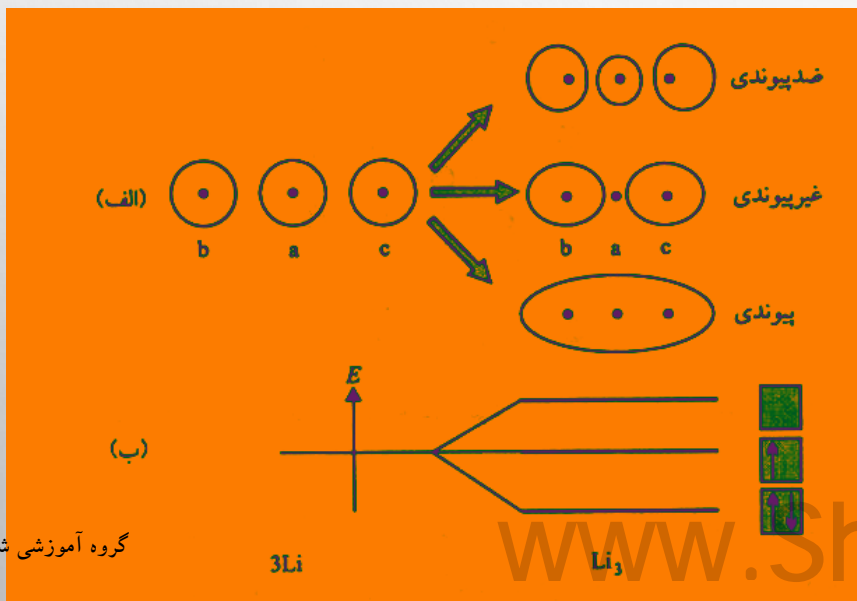 ضدپیوندی
(الف)
b a c
غیرپیوندی
b a c
پیوندی
E
(ب)
گروه آموزشی
3Li
Li₃
www.Sh